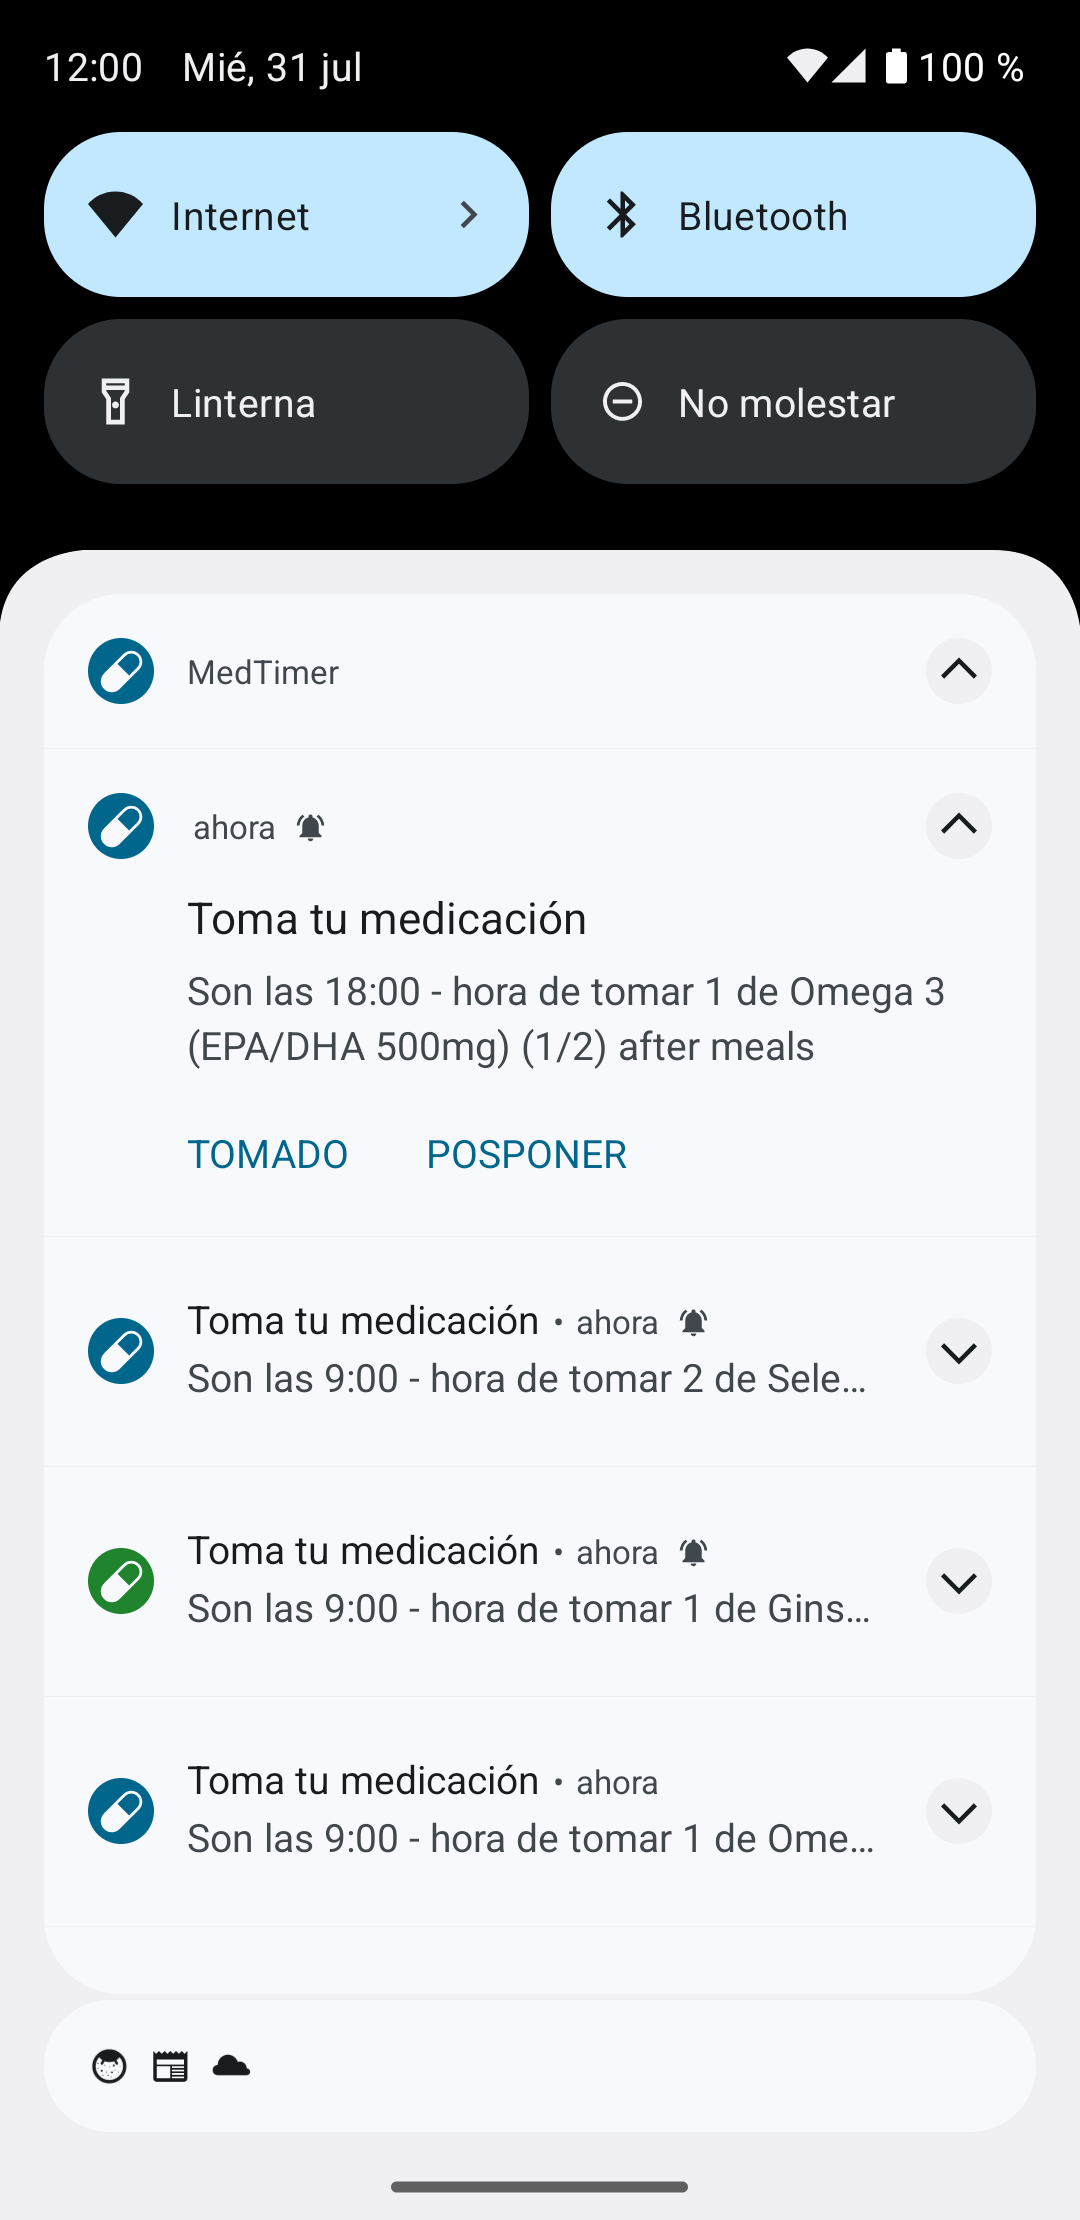 12:00 Mié, 31 jul 100 %
Internet Bluetooth
Linterna No molestar
MedTimer
ahora
Toma tu medicación
Son las 18:00 - hora de tomar 1 de Omega 3
(EPA/DHA 500mg) (1/2) after meals
TOMADO POSPONER
Toma tu medicación • ahora
Son las 9:00 - hora de tomar 2 de Sele...
Toma tu medicación • ahora
Son las 9:00 - hora de tomar 1 de Gins...
Toma tu medicación • ahora
Son las 9:00 - hora de tomar 1 de Ome...